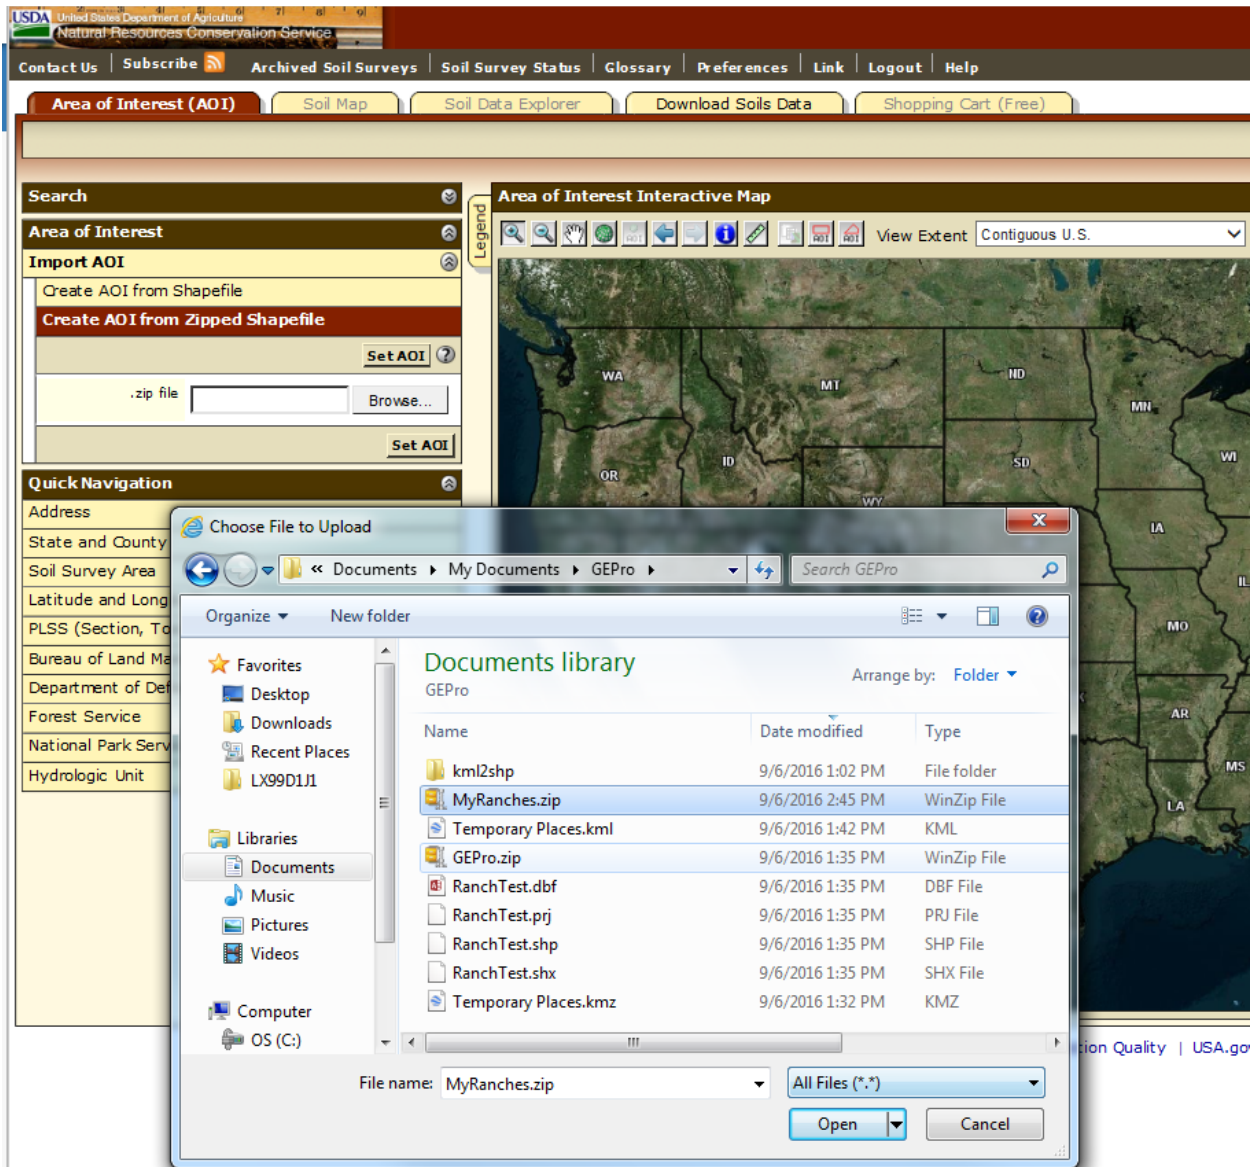 USDA United States Department of Agriculture
Natural Resources Conservation Service
Contact Us | Subscribe | Archived Soil Surveys | Soil Survey Status | Glossary | Preferences | Link | Logout | Help
Area of Interest (AOI) Soil Map Soil Data Explorer Download Soils Data Shopping Cart (Free)
Search
Area of Interest
Import AOI
Create AOI from Shapefile
Create AOI from Zipped Shapefile
Set AOI ?
.zip file Browse...
Set AOI
Quick Navigation
Address
State and County
Soil Survey Area
Latitude and Long
PLSS (Section, To
Bureau of Land Ma
Department of Def
Forest Service
National Park Serv
Hydrologic Unit
Legend
Area of Interest Interactive Map
AOI AOI View Extent Contiguous U.S.
WA
MT
ND
MN
OR
ID
SD
WI
WY
IA
IL
MO
AR
MS
LA
Choose File to Upload
« Documents My Documents GEPro Search GEPro
Organize New folder
Favorites
Desktop
Downloads
Recent Places
LX99D1J1
Libraries
Documents
Music
Pictures
Videos
Computer
OS (C:)
Documents library
GEPro
Arrange by: Folder
Name Date modified Type
kml2shp 9/6/2016 1:02 PM File folder
MyRanches.zip 9/6/2016 2:45 PM WinZip File
Temporary Places.kml 9/6/2016 1:42 PM KML
GEPro.zip 9/6/2016 1:35 PM WinZip File
RanchTest.dbf 9/6/2016 1:35 PM DBF File
RanchTest.prj 9/6/2016 1:35 PM PRJ File
RanchTest.shp 9/6/2016 1:35 PM SHP File
RanchTest.shx 9/6/2016 1:35 PM SHX File
Temporary Places.kmz 9/6/2016 1:32 PM KMZ
File name: MyRanches.zip All Files (*.*)
Open Cancel
tion Quality | USA.gov